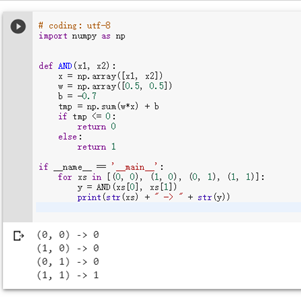 # coding: utf-8
import numpy as np
def AND(x1, x2):
    x = np.array([x1, x2])
    w = np.array([0.5, 0.5])
    b = -0.7
    tmp = np.sum(w*x) + b
    if tmp <= 0:
        return 0
    else:
        return 1
if __name__ == '__main__':
    for xs in [(0, 0), (1, 0), (0, 1), (1, 1)]:
        y = AND(xs[0], xs[1])
        print(str(xs) + " -> " + str(y))
(0, 0) -> 0
(1, 0) -> 0
(0, 1) -> 0
(1, 1) -> 1